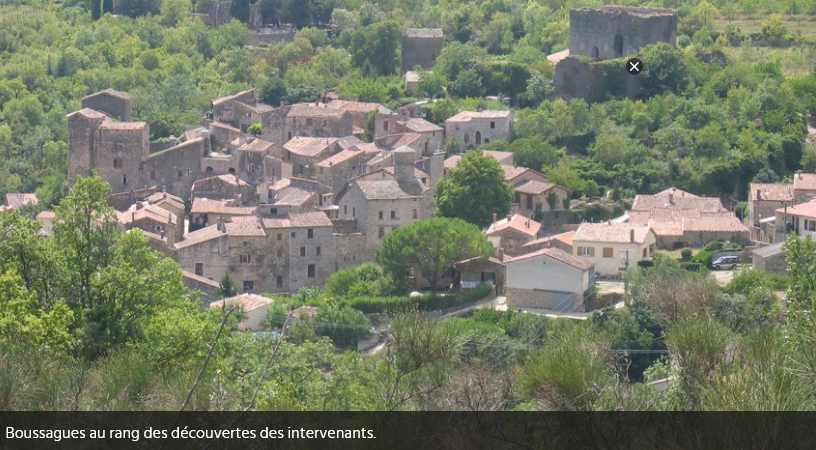 Boussagues au rang des découvertes des intervenants.